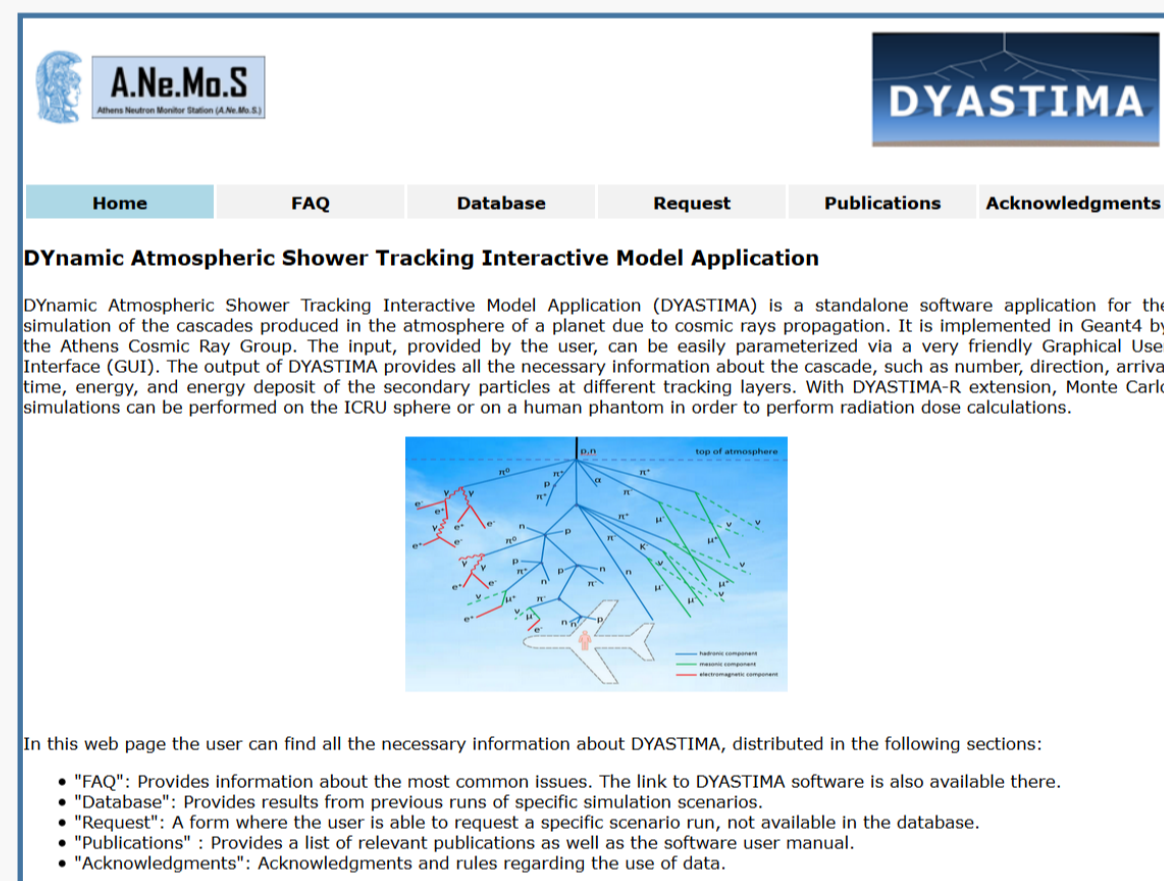 A.Ne.Mo.S
Athens Neutron Monitor Station (A.Ne.Mo.S.)
DYASTIMA
Home FAQ Database Request Publications Acknowledgments
DYnamic Atmospheric Shower Tracking Interactive Model Application
DYnamic Atmospheric Shower Tracking Interactive Model Application (DYASTIMA) is a standalone software application for the
simulation of the cascades produced in the atmosphere of a planet due to cosmic rays propagation. It is implemented in Geant4 by
the Athens Cosmic Ray Group. The input, provided by the user, can be easily parameterized via a very friendly Graphical Use
Interface (GUI). The output of DYASTIMA provides all the necessary information about the cascade, such as number, direction, arriva
time, energy, and energy deposit of the secondary particles at different tracking layers. With DYASTIMA-R extension, Monte Carlo
simulations can be performed on the ICRU sphere or on a human phantom in order to perform radiation dose calculations.
p,n
top of atmosphere
hadronic component
mesonic component
electromagnetic component
In this web page the user can find all the necessary information about DYASTIMA, distributed in the following sections:
• "FAQ": Provides information about the most common issues. The link to DYASTIMA software is also available there.
• "Database": Provides results from previous runs of specific simulation scenarios.
• "Request": A form where the user is able to request a specific scenario run, not available in the database.
• "Publications" : Provides a list of relevant publications as well as the software user manual.
• "Acknowledgments": Acknowledgments and rules regarding the use of data.